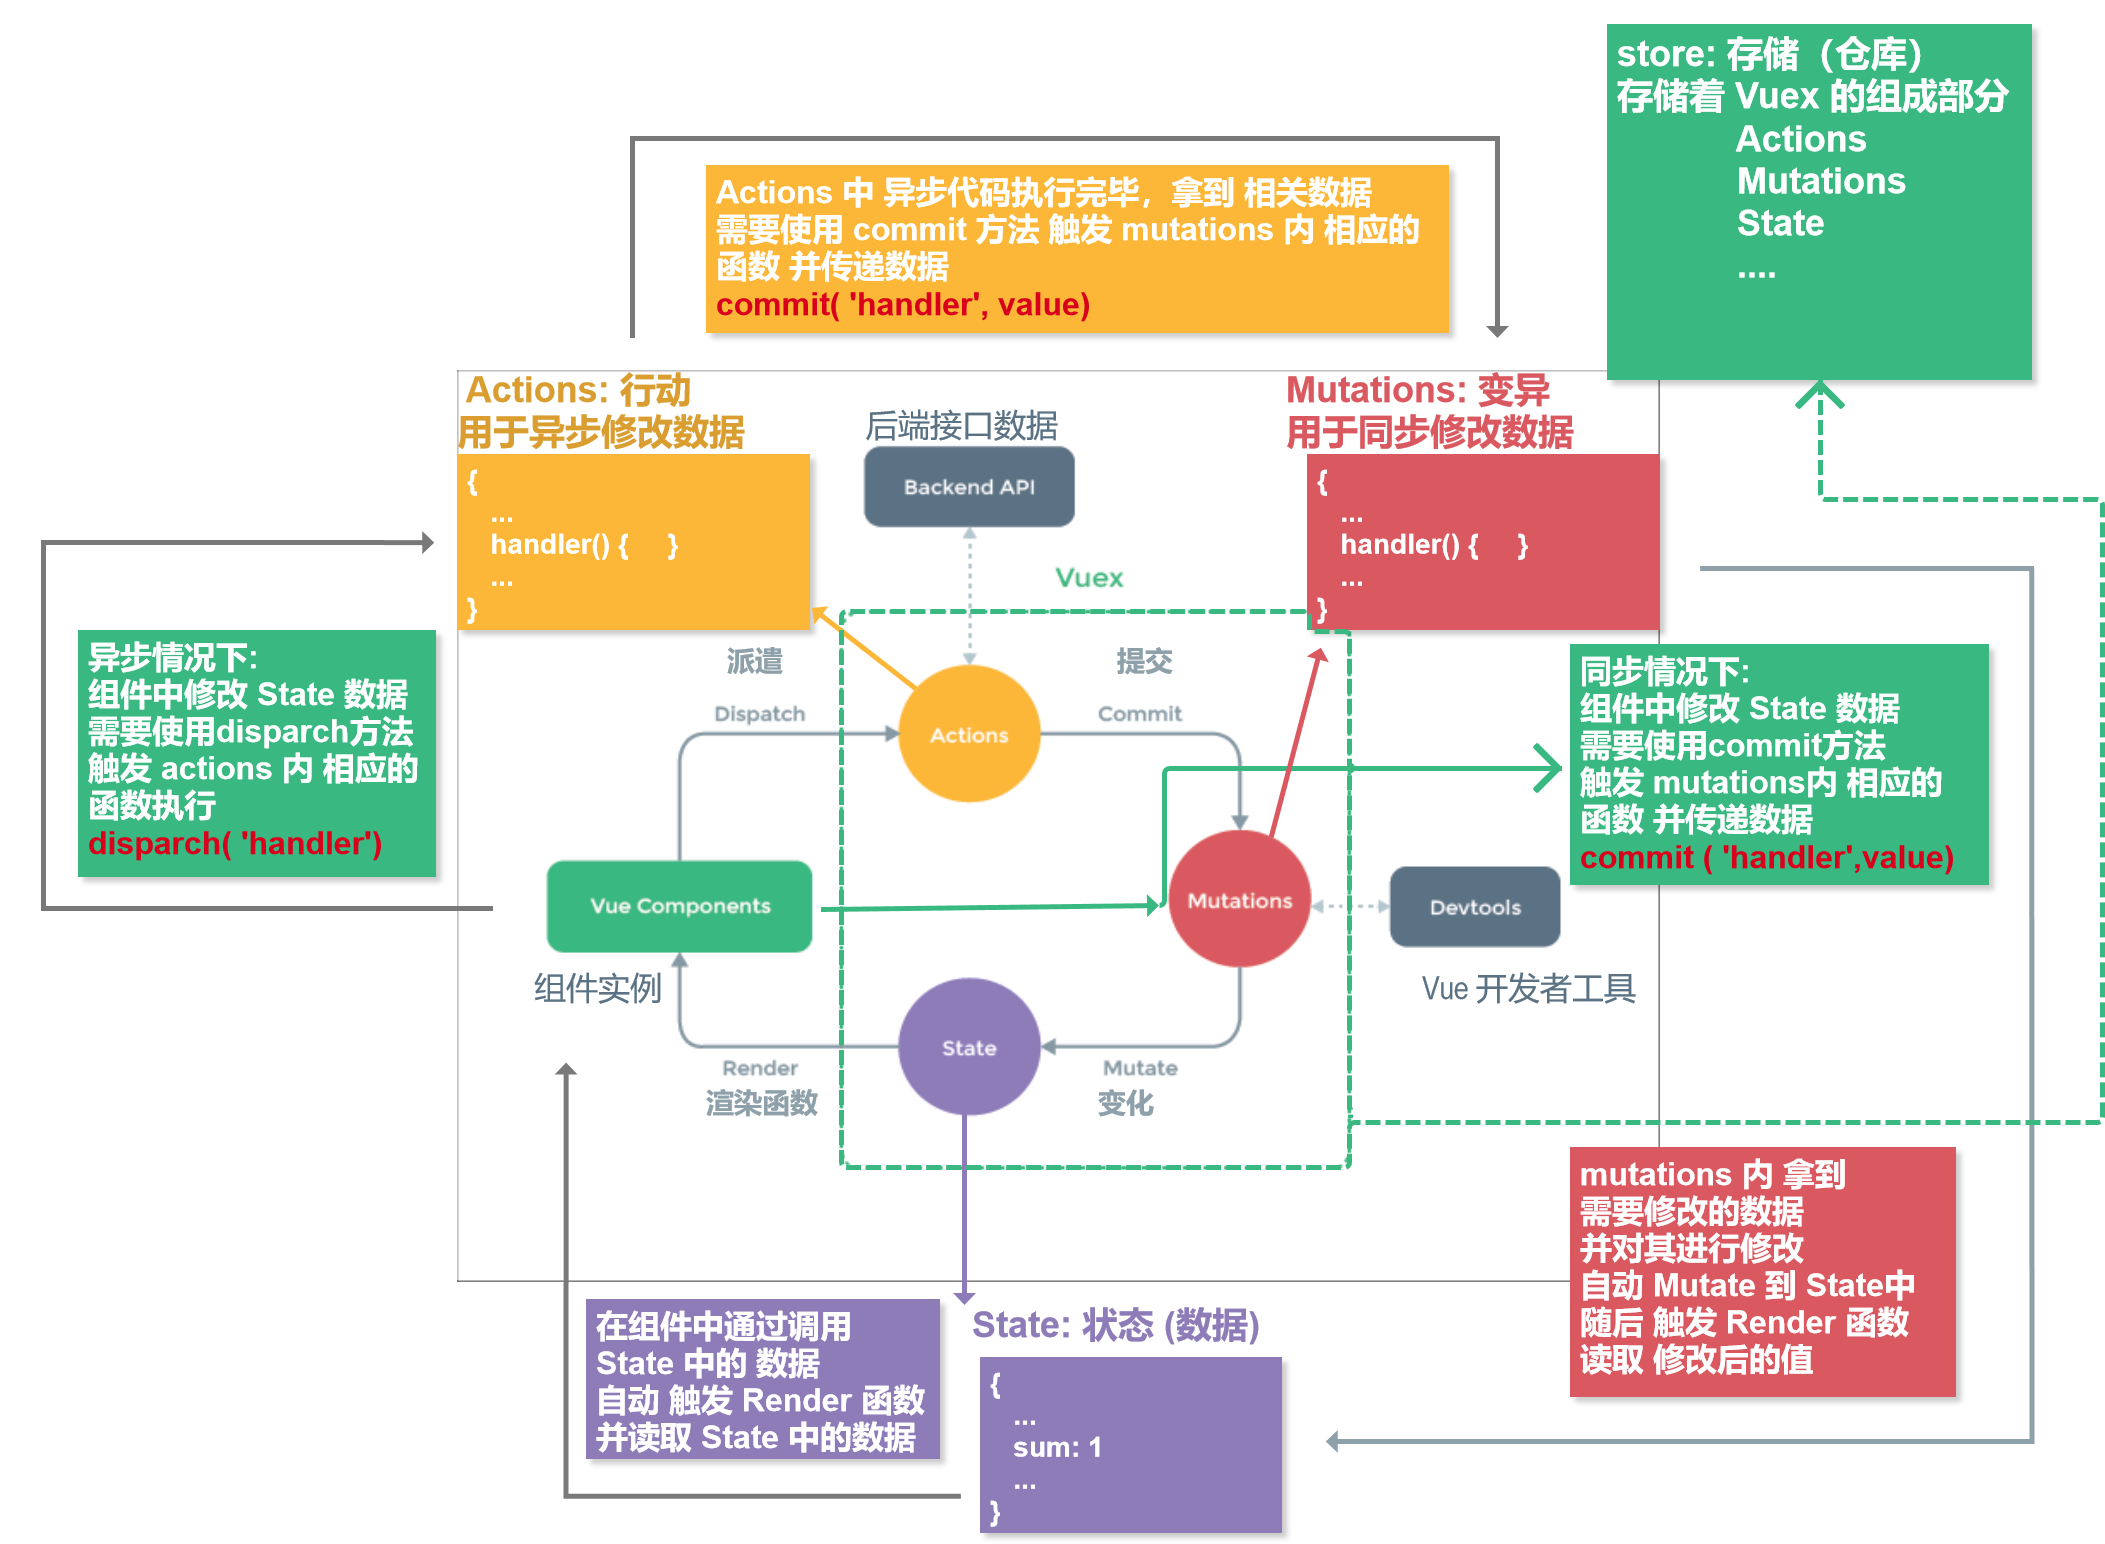 store: 存储（仓库）
存储着 Vuex 的组成部分
Actions
Mutations
State
....
Actions 中 异步代码执行完毕，拿到 相关数据
需要使用 commit 方法 触发 mutations 内 相应的
函数 并传递数据
commit( 'handler', value)
Actions: 行动
用于异步修改数据
{
...
handler() { }
...
}
后端接口数据
Backend API
Mutations: 变异
用于同步修改数据
{
...
handler() { }
...
}
Vuex
异步情况下:
组件中修改 State 数据
需要使用disparch方法
触发 actions 内 相应的
函数执行
disparch( 'handler')
派遣
Dispatch
Actions
提交
Commit
同步情况下:
组件中修改 State 数据
需要使用commit方法
触发 mutations内 相应的
函数 并传递数据
commit ( 'handler',value)
Vue Components
组件实例
Mutations
Devtools
Vue 开发者工具
State
Render
渲染函数
Mutate
变化
mutations 内 拿到
需要修改的数据
并对其进行修改
自动 Mutate 到 State中
随后 触发 Render 函数
读取 修改后的值
在组件中通过调用
State 中的 数据
自动 触发 Render 函数
并读取 State 中的数据
State: 状态 (数据)
{
...
sum: 1
...
}